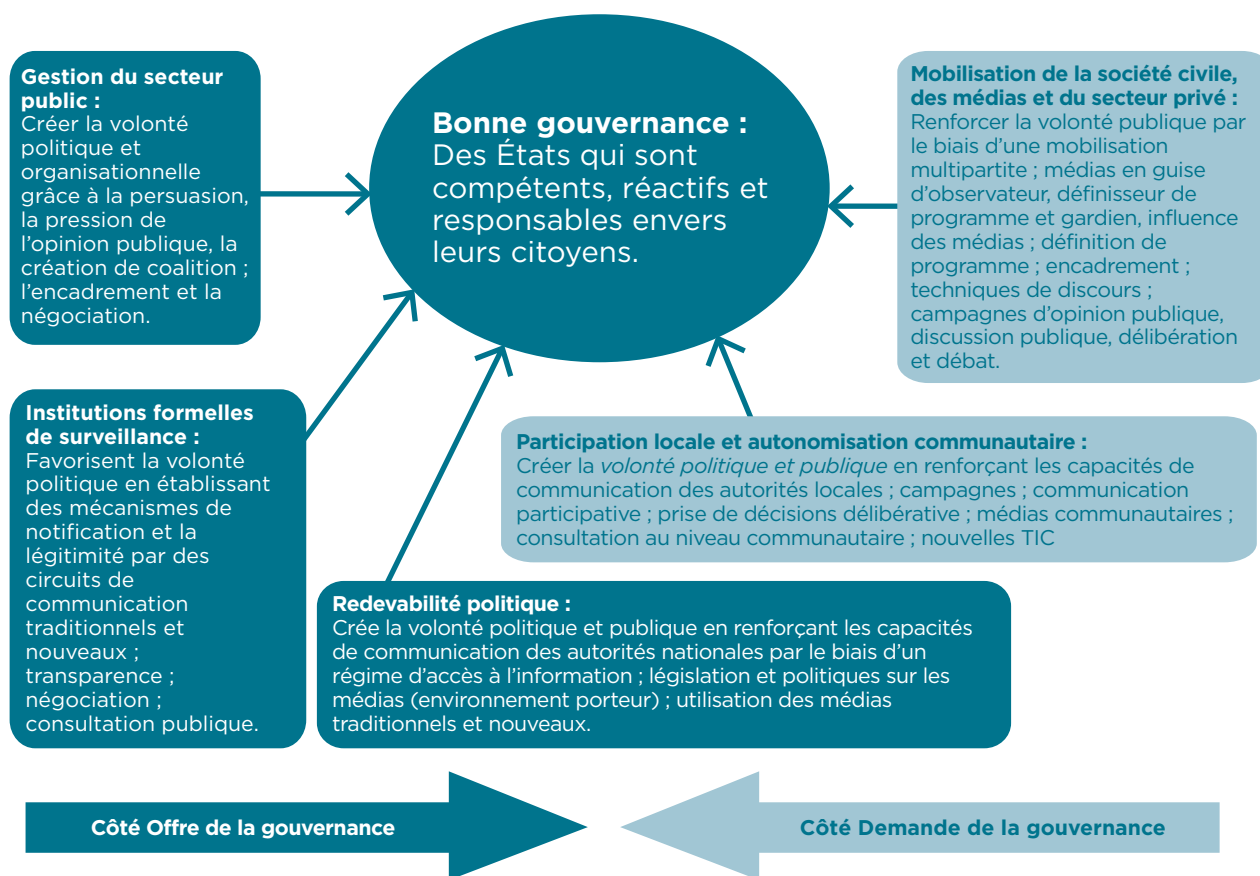 Gestion du secteur
public :
Créer la volonté
politique et
organisationnelle
grâce à la persuasion,
la pression de
l'opinion publique, la
création de coalition ;
l'encadrement et la
négociation.
Bonne gouvernance :
Des États qui sont
compétents, réactifs et
responsables envers
leurs citoyens.
Mobilisation de la société civile,
des médias et du secteur privé :
Renforcer la volonté publique par
le biais d'une mobilisation
multipartite ; médias en guise
d'observateur, définisseur de
programme et gardien, influence
des médias ; définition de
programme ; encadrement ;
techniques de discours ;
campagnes d'opinion publique,
discussion publique, délibération
et débat.
Institutions formelles
de surveillance :
Favorisent la volonté
politique en établissant
des mécanismes de
notification et la
légitimité par des
circuits de
communication
traditionnels et
nouveaux ;
transparence ;
négociation ;
consultation publique.
Participation locale et autonomisation communautaire :
Créer la volonté politique et publique en renforçant les capacités de
communication des autorités locales ; campagnes ; communication
participative ; prise de décisions délibérative ; médias communautaires ;
consultation au niveau communautaire ; nouvelles TIC
Redevabilité politique :
Crée la volonté politique et publique en renforçant les capacités
de communication des autorités nationales par le biais d'un
régime d'accès à l'information ; législation et politiques sur les
médias (environnement porteur) ; utilisation des médias
traditionnels et nouveaux.
Côté Offre de la gouvernance
Côté Demande de la gouvernance